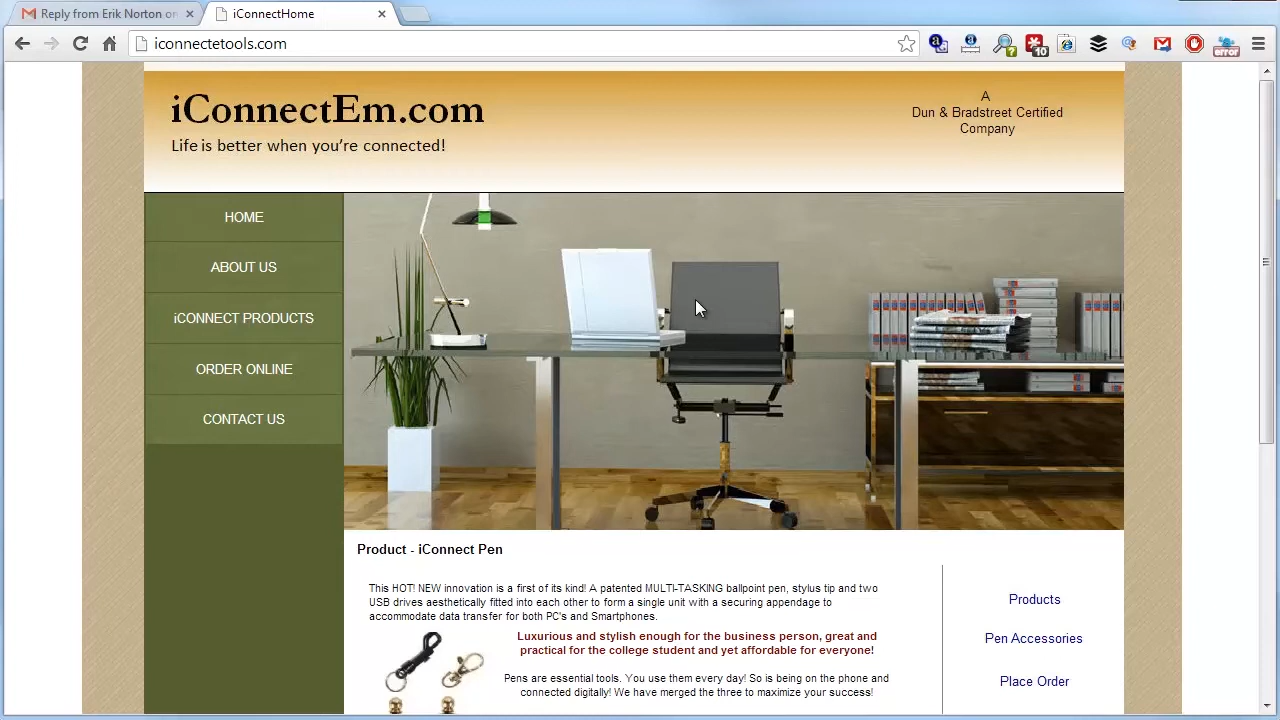 Reply from Erik Norton o
iConnectHome
iconnectetools.com
10
error
iConnectEm.com
Life is better when you're connected!
A
Dun & Bradstreet Certified
Company
HOME
ABOUT US
iCONNECT PRODUCTS
ORDER ONLINE
CONTACT US
Product - iConnect Pen
This HOT! NEW innovation is a first of its kind! A patented MULTI-TASKING ballpoint pen, stylus tip and two
USB drives aesthetically fitted into each other to form a single unit with a securing appendage to
accommodate data transfer for both PC's and Smartphones.
Luxurious and stylish enough for the business person, great and
practical for the college student and yet affordable for everyone!
Pens are essential tools. You use them every day! So is being on the phone and
connected digitally! We have merged the three to maximize your success!
Products
Pen Accessories
Place Order